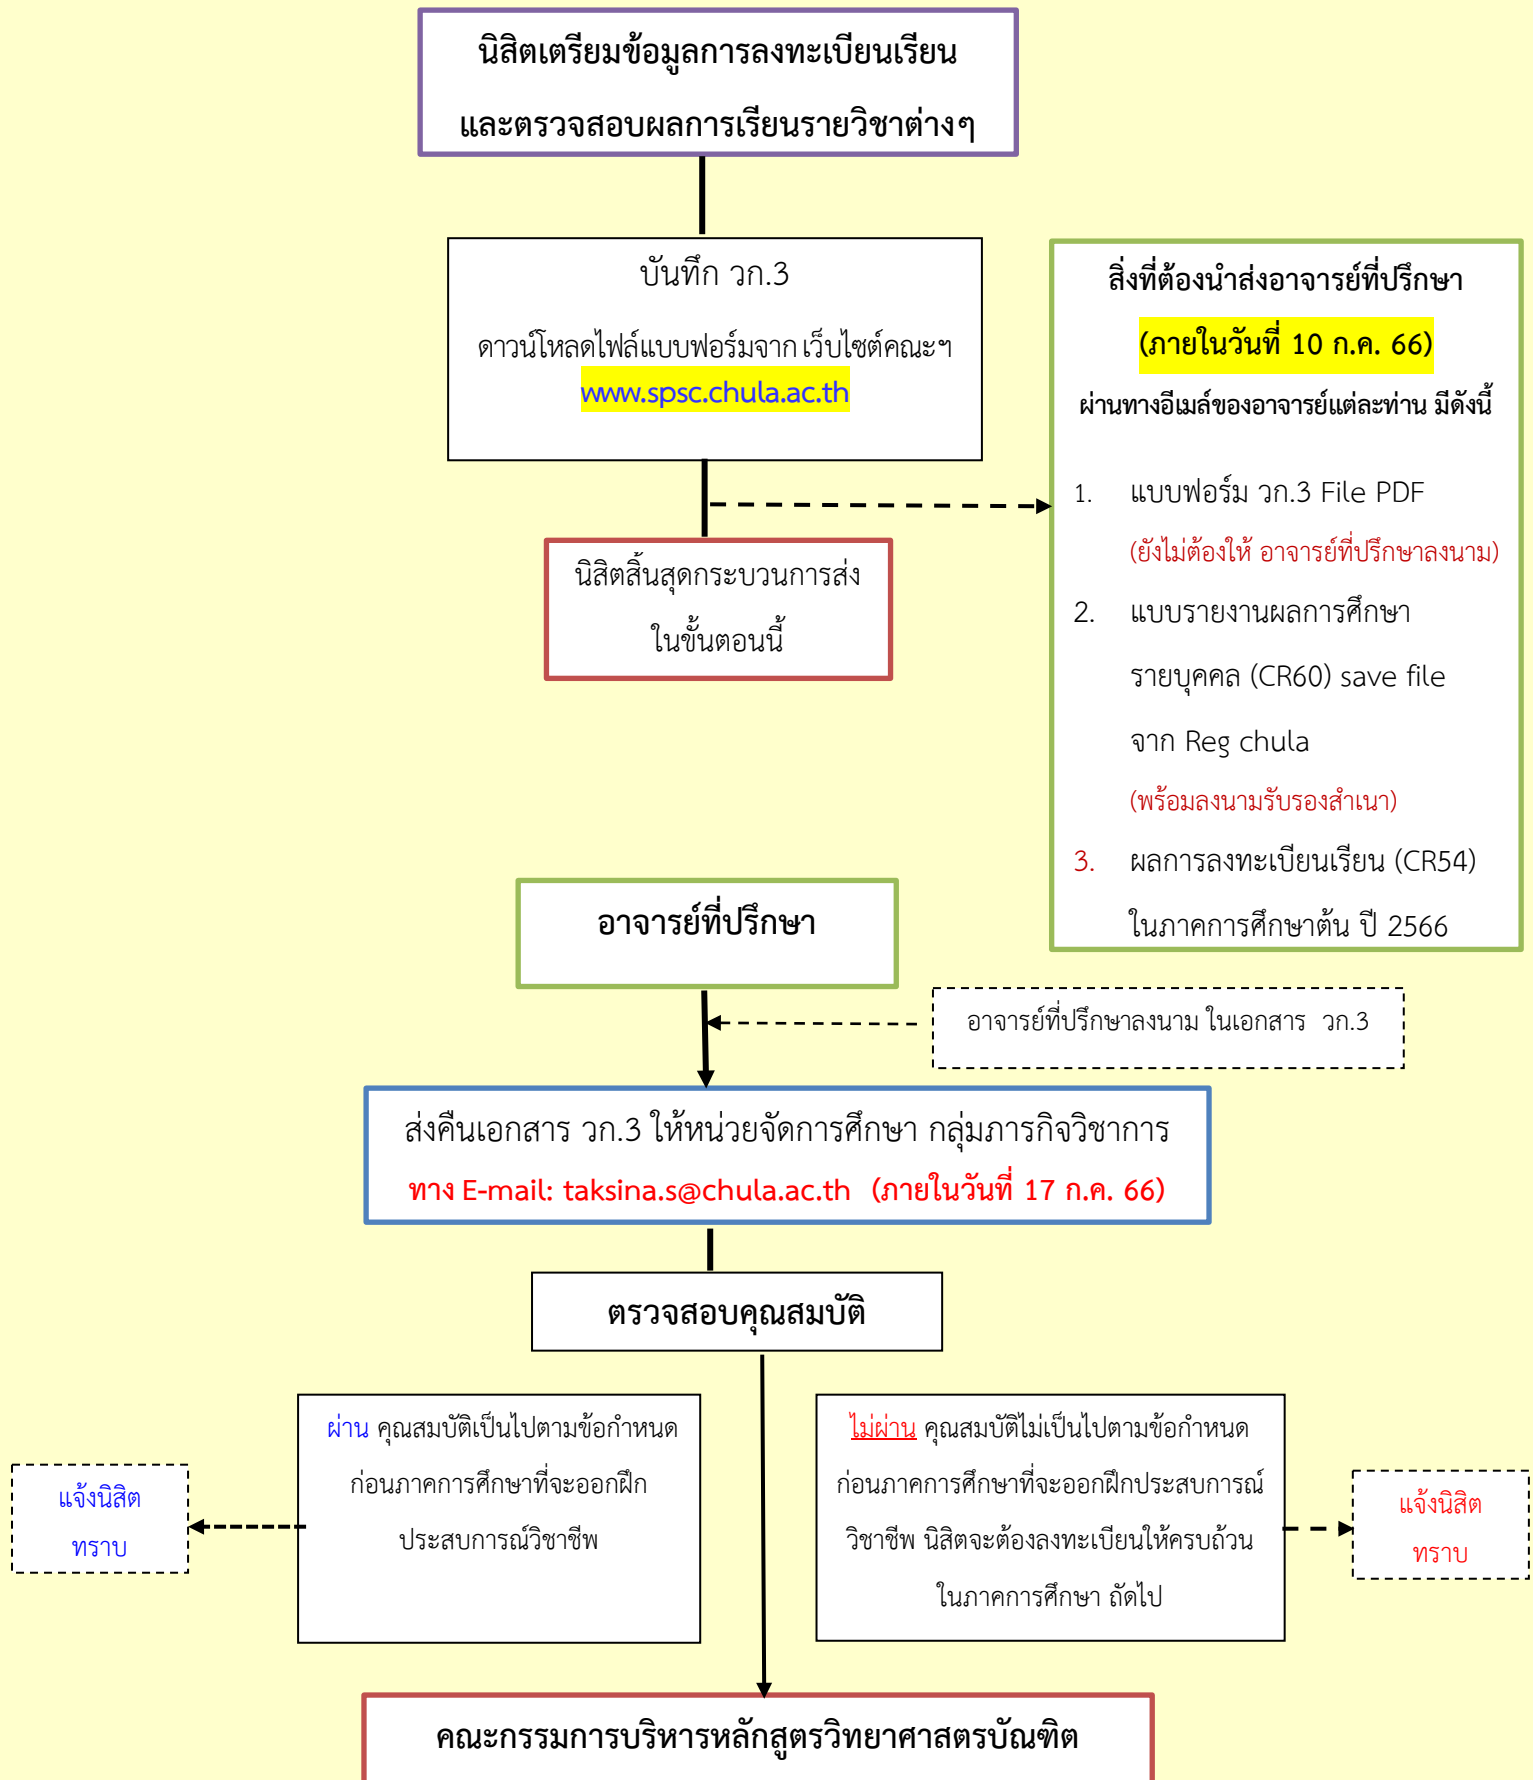 นิสิตเตรียมข้อมูลการลงทะเบียนเรียน
และตรวจสอบผลการเรียนรายวิชาต่างๆ
บันทึก วก.3
ดาวน์โหลดไฟล์แบบฟอร์มจาก เว็บไซต์คณะฯ
www.spsc.chula.ac.th
นิสิตสิ้นสุดกระบวนการส่ง
ในขั้นตอนนี้
สิ่งที่ต้องนำส่งอาจารย์ที่ปรึกษา
(ภายในวันที่ 10 ก.ค. 66)
ผ่านทางอีเมล์ของอาจารย์แต่ละท่าน มีดังนี้
1. แบบฟอร์ม วก.3 File PDF
(ยังไม่ต้องให้ อาจารย์ที่ปรึกษาลงนาม)
2. แบบรายงานผลการศึกษา
รายบุคคล (CR60) save file
จาก Reg chula
(พร้อมลงนามรับรองสำเนา)
3. ผลการลงทะเบียนเรียน (CR54)
ในภาคการศึกษาต้น ปี 2566
อาจารย์ที่ปรึกษา
อาจารย์ที่ปรึกษาลงนาม ในเอกสาร วก.3
ส่งคืนเอกสาร วก.3 ให้หน่วยจัดการศึกษา กลุ่มภารกิจวิชาการ
ทาง E-mail: taksina.s@chula.ac.th (ภายในวันที่ 17 ก.ค. 66)
ตรวจสอบคุณสมบัติ
ผ่าน คุณสมบัติเป็นไปตามข้อกำหนด
ก่อนภาคการศึกษาที่จะออกฝึก
ประสบการณ์วิชาชีพ
แจ้งนิสิต
ทราบ
ไม่ผ่าน คุณสมบัติไม่เป็นไปตามข้อกำหนด
ก่อนภาคการศึกษาที่จะออกฝึกประสบการณ์
วิชาชีพ นิสิตจะต้องลงทะเบียนให้ครบถ้วน
ในภาคการศึกษา ถัดไป
แจ้งนิสิต
ทราบ
คณะกรรมการบริหารหลักสูตรวิทยาศาสตรบัณฑิต